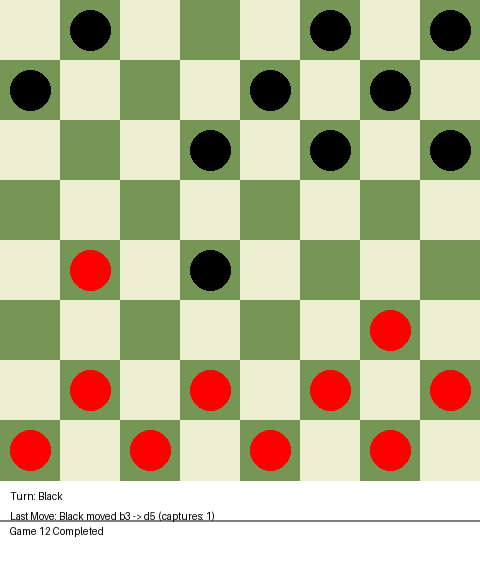 Turn: Black
Last Move: Black moved b3 -> d5 (captures: 1)
Game 12 Completed